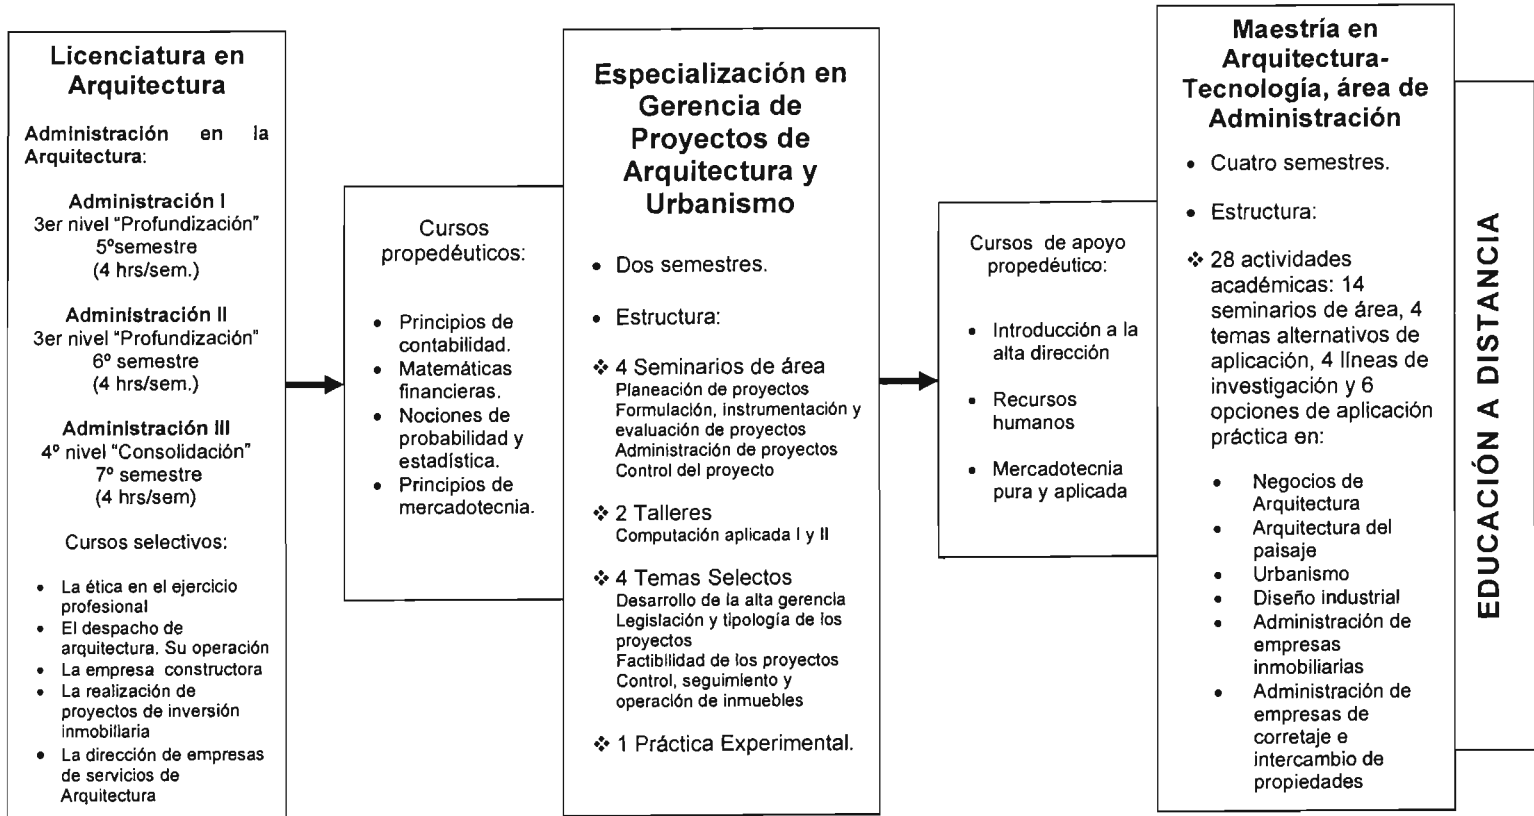 Licenciatura en
Arquitectura
Administración en la
Arquitectura:
Administración I
3er nivel “Profundización”
5ºsemestre
(4 hrs/sem.)
Administración II
3er nivel “Profundización”
6º semestre
(4 hrs/sem.)
Administración III
4º nivel “Consolidación”
7º semestre
(4 hrs/sem)
Cursos selectivos:
• La ética en el ejercicio
profesional
• El despacho de
arquitectura. Su operación
• La empresa constructora
• La realización de
proyectos de inversión
inmobiliaria
• La dirección de empresas
de servicios de
Arquitectura
Cursos
propedéuticos:
• Principios de
contabilidad.
• Matemáticas
financieras.
• Nociones de
probabilidad y
estadística.
• Principios de
mercadotecnia.
Especialización en
Gerencia de
Proyectos de
Arquitectura y
Urbanismo
• Dos semestres.
• Estructura:
❖ 4 Seminarios de área
Planeación de proyectos
Formulación, instrumentación y
evaluación de proyectos
Administración de proyectos
Control del proyecto
❖ 2 Talleres
Computación aplicada I y II
❖ 4 Temas Selectos
Desarrollo de la alta gerencia
Legislación y tipología de los
proyectos
Factibilidad de los proyectos
Control, seguimiento y
operación de inmuebles
❖ 1 Práctica Experimental.
Cursos de apoyo
propedéutico:
• Introducción a la
alta dirección
• Recursos
humanos
• Mercadotecnia
pura y aplicada
Maestría en
Arquitectura-
Tecnología, área de
Administración
• Cuatro semestres.
• Estructura:
❖ 28 actividades
académicas: 14
seminarios de área, 4
temas alternativos de
aplicación, 4 líneas de
investigación y 6
opciones de aplicación
práctica en:
• Negocios de
Arquitectura
• Arquitectura del
paisaje
• Urbanismo
• Diseño industrial
• Administración de
empresas
inmobiliarias
• Administración de
empresas de
corretaje e
intercambio de
propiedades
EDUCACIÓN A DISTANCIA